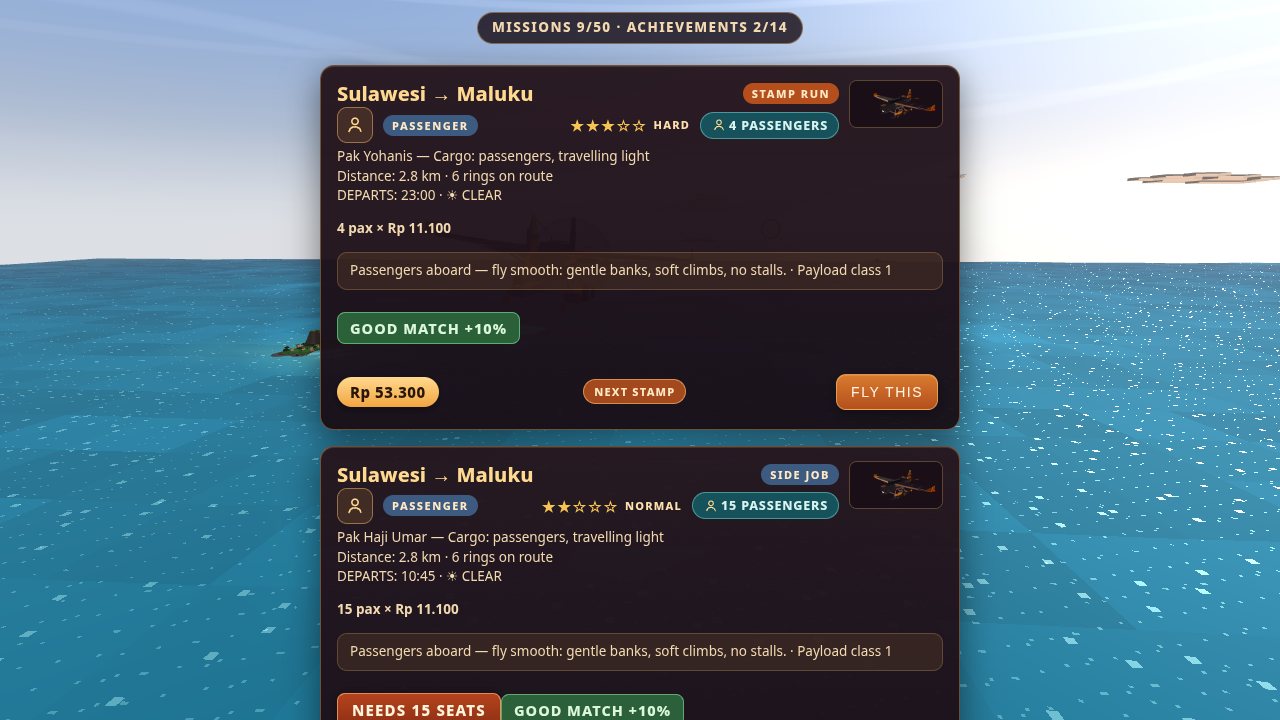 MISSIONS 9/50 · ACHIEVEMENTS 2/14
Sulawesi → Maluku
STAMP RUN
PASSENGER
★★★☆☆ HARD
4 PASSENGERS
Pak Yohanis — Cargo: passengers, travelling light
Distance: 2.8 km · 6 rings on route
DEPARTS: 23:00 · ☀ CLEAR
4 pax × Rp 11.100
Passengers aboard — fly smooth: gentle banks, soft climbs, no stalls. · Payload class 1
GOOD MATCH +10%
Rp 53.300
NEXT STAMP
FLY THIS
Sulawesi → Maluku
SIDE JOB
PASSENGER
★★☆☆☆ NORMAL
15 PASSENGERS
Pak Haji Umar — Cargo: passengers, travelling light
Distance: 2.8 km · 6 rings on route
DEPARTS: 10:45 · ☀ CLEAR
15 pax × Rp 11.100
Passengers aboard — fly smooth: gentle banks, soft climbs, no stalls. · Payload class 1
NEEDS 15 SEATS
GOOD MATCH +10%